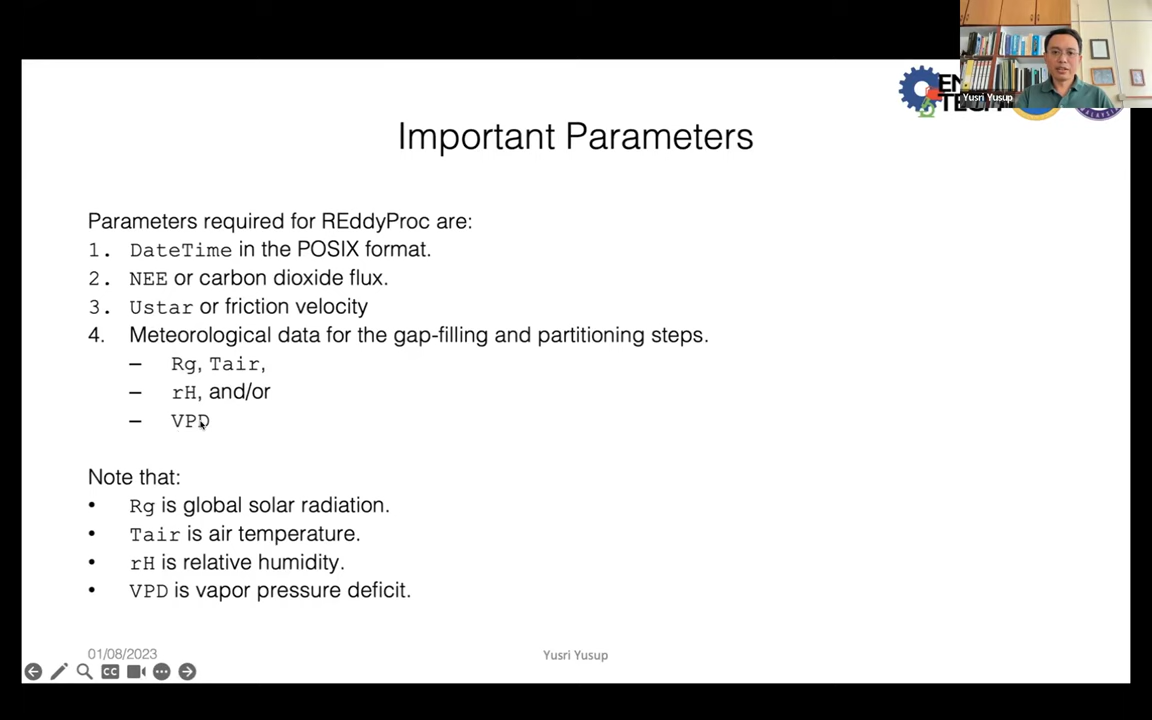 Yusri Yusup
Important Parameters
Parameters required for REddyProc are:
1. DateTime in the POSIX format.
2. NEE or carbon dioxide flux.
3. Ustar or friction velocity
4. Meteorological data for the gap-filling and partitioning steps.
– Rg, Tair,
– rH, and/or
– VPD
Note that:
• Rg is global solar radiation.
• Tair is air temperature.
• rH is relative humidity.
• VPD is vapor pressure deficit.
01/08/2023
Yusri Yusup
CC